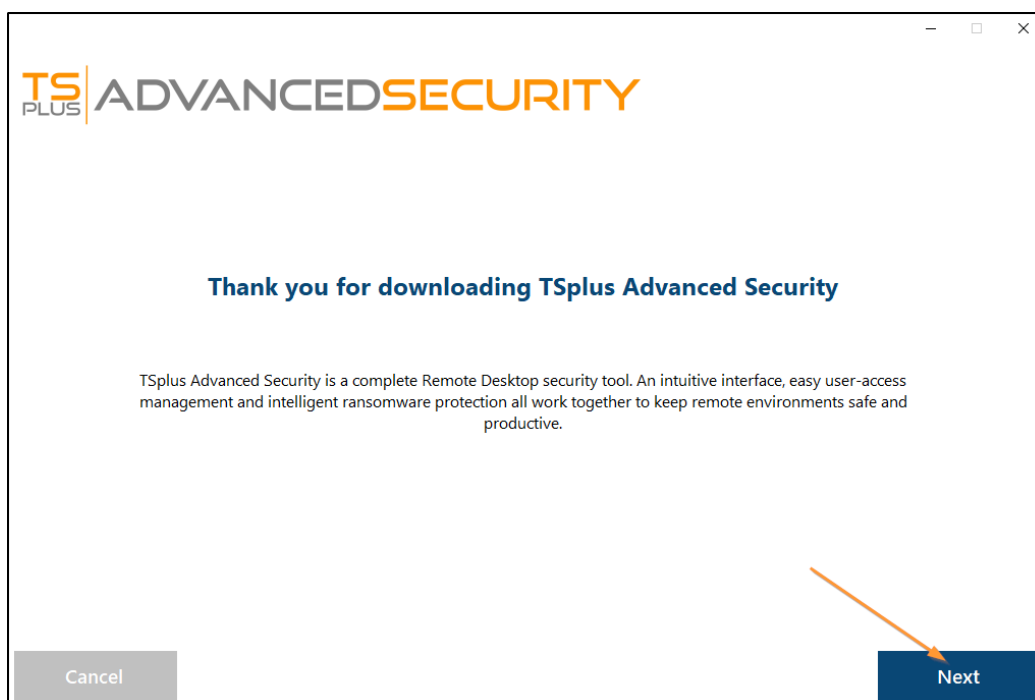 TS
PLUS
ADVANCEDSECURITY
Thank you for downloading TSplus Advanced Security
TSplus Advanced Security is a complete Remote Desktop security tool. An intuitive interface, easy user-access
management and intelligent ransomware protection all work together to keep remote environments safe and
productive.
Cancel
Next